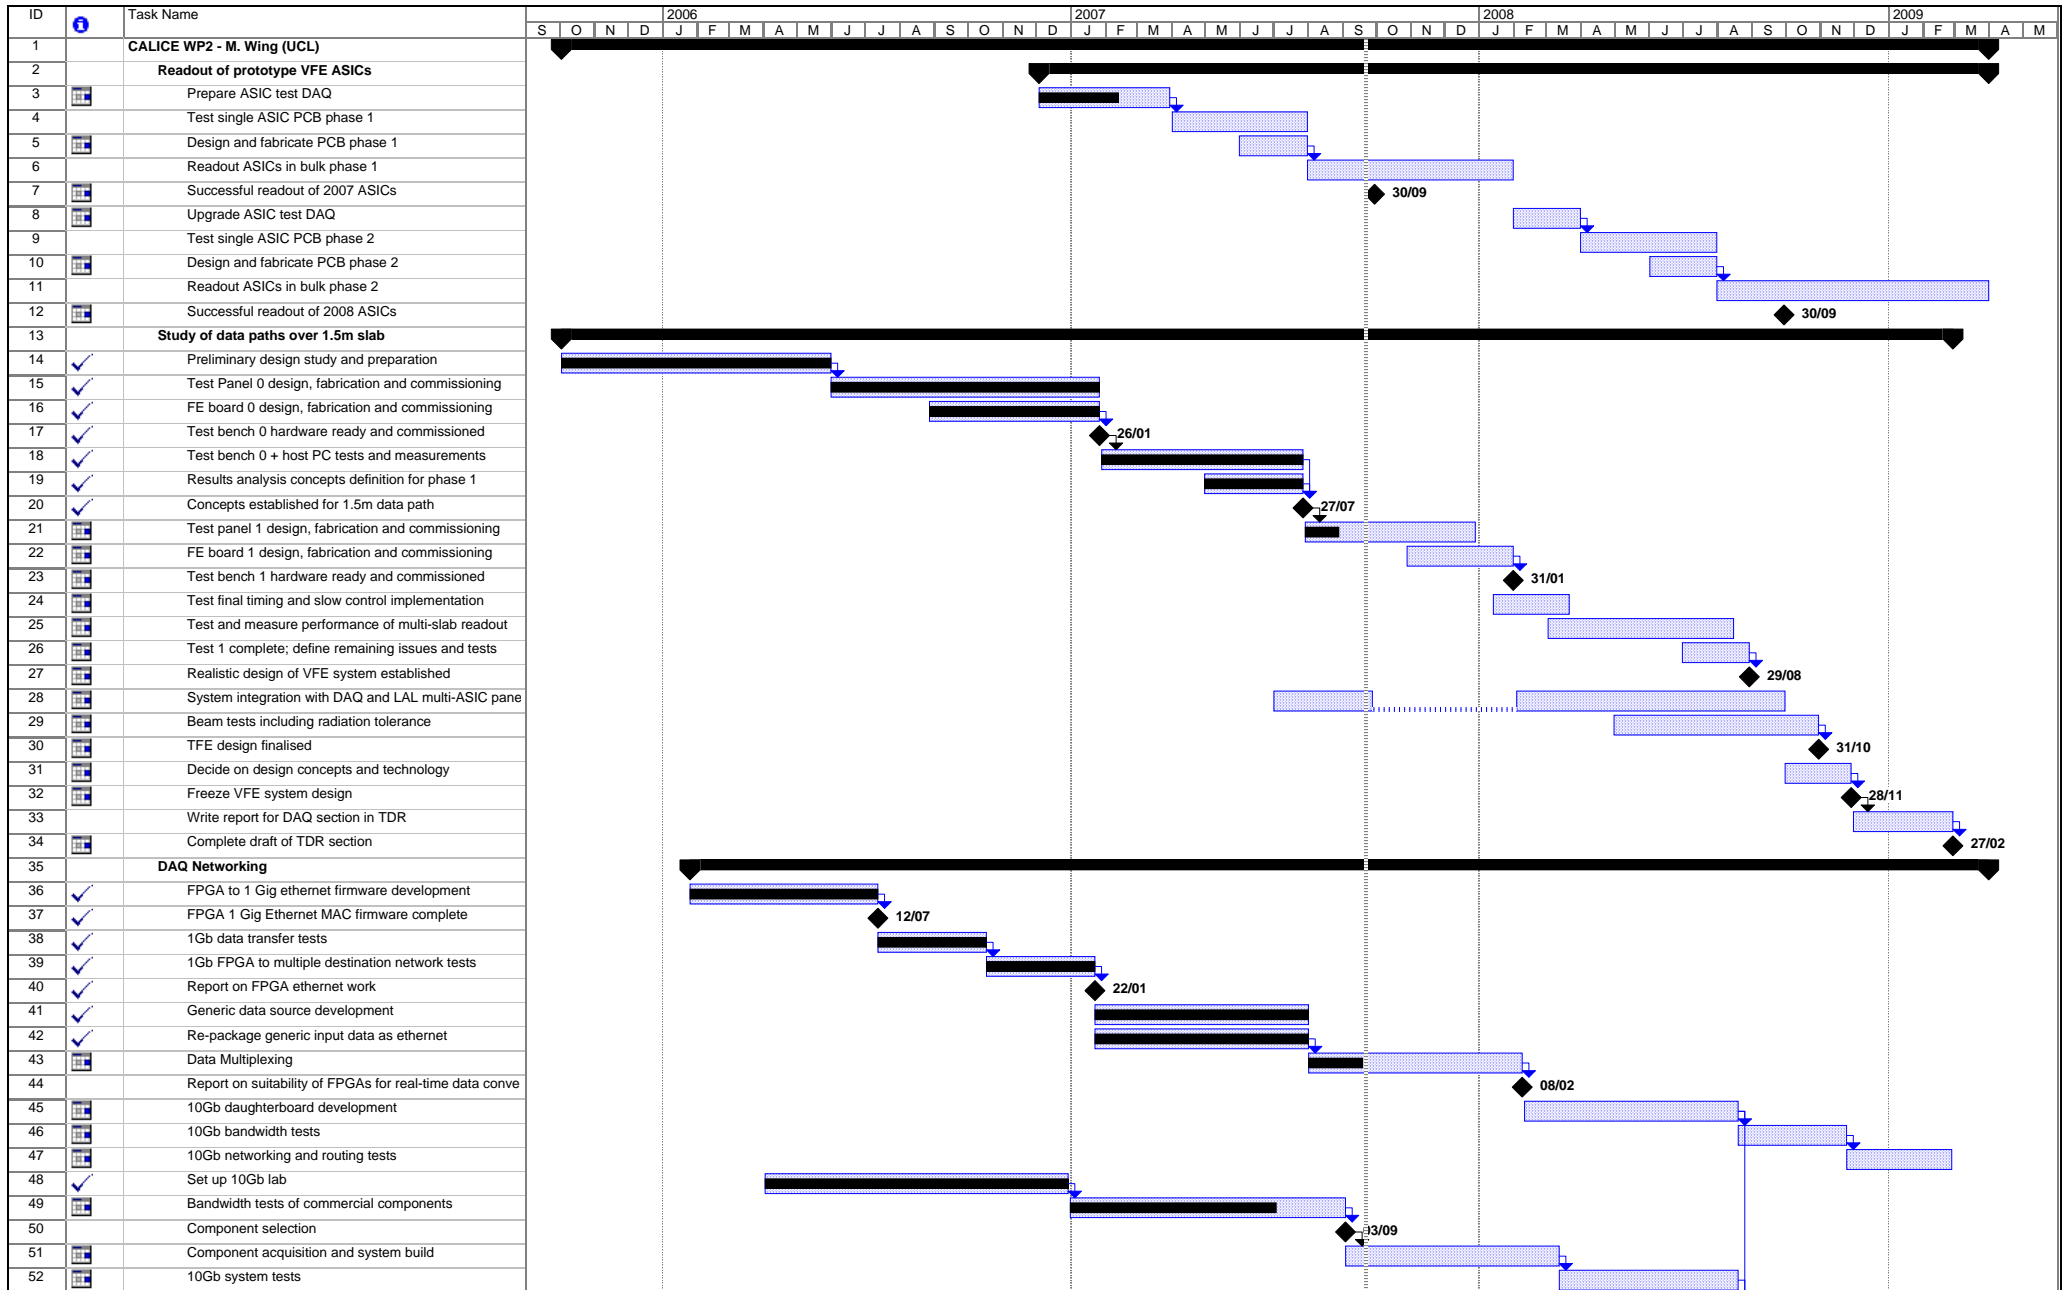 ID Task Name 2006 2007 2008 2009
S O N D J F M A M J J A S O N D J F M A M J J A S O N D J F M A M J J A S O N D J F M A M
1 CALICE WP2 - M. Wing (UCL)
2 Readout of prototype VFE ASICs
3 Prepare ASIC test DAQ
4 Test single ASIC PCB phase 1
5 Design and fabricate PCB phase 1
6 Readout ASICs in bulk phase 1
7 Successful readout of 2007 ASICs 30/09
8 Upgrade ASIC test DAQ
9 Test single ASIC PCB phase 2
10 Design and fabricate PCB phase 2
11 Readout ASICs in bulk phase 2
12 Successful readout of 2008 ASICs 30/09
13 Study of data paths over 1.5m slab
14 Preliminary design study and preparation
15 Test Panel 0 design, fabrication and commissioning
16 FE board 0 design, fabrication and commissioning
17 Test bench 0 hardware ready and commissioned 26/01
18 Test bench 0 + host PC tests and measurements
19 Results analysis concepts definition for phase 1
20 Concepts established for 1.5m data path 27/07
21 Test panel 1 design, fabrication and commissioning
22 FE board 1 design, fabrication and commissioning
23 Test bench 1 hardware ready and commissioned 31/01
24 Test final timing and slow control implementation
25 Test and measure performance of multi-slab readout
26 Test 1 complete; define remaining issues and tests
27 Realistic design of VFE system established 29/08
28 System integration with DAQ and LAL multi-ASIC pane
29 Beam tests including radiation tolerance
30 TFE design finalised 31/10
31 Decide on design concepts and technology
32 Freeze VFE system design 28/11
33 Write report for DAQ section in TDR
34 Complete draft of TDR section 27/02
35 DAQ Networking
36 FPGA to 1 Gig ethernet firmware development
37 FPGA 1 Gig Ethernet MAC firmware complete 12/07
38 1Gb data transfer tests
39 1Gb FPGA to multiple destination network tests
40 Report on FPGA ethernet work 22/01
41 Generic data source development
42 Re-package generic input data as ethernet
43 Data Multiplexing
44 Report on suitability of FPGAs for real-time data conve 08/02
45 10Gb daughterboard development
46 10Gb bandwidth tests
47 10Gb networking and routing tests
48 Set up 10Gb lab
49 Bandwidth tests of commercial components
50 Component selection 03/09
51 Component acquisition and system build
52 10Gb system tests